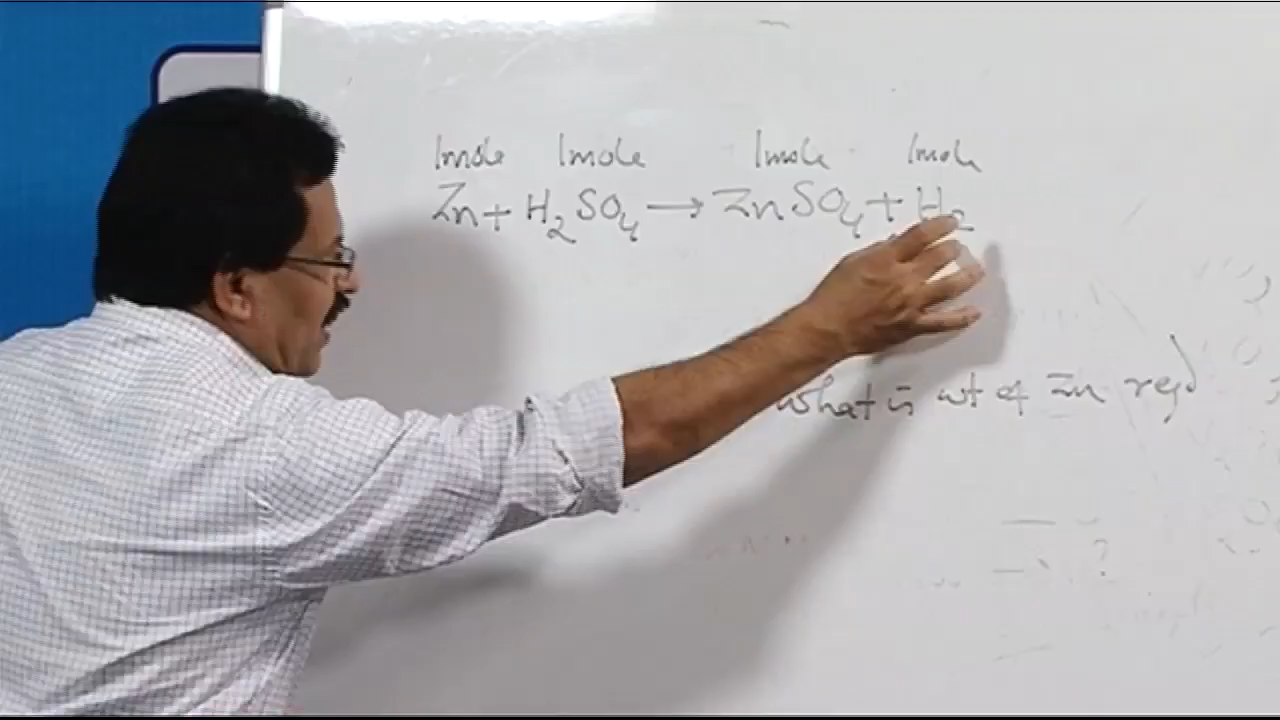 1mole 1mole 1mole 1mole
Zn + H₂SO₄ → ZnSO₄ + H₂
what is wt of Zn reqd
?